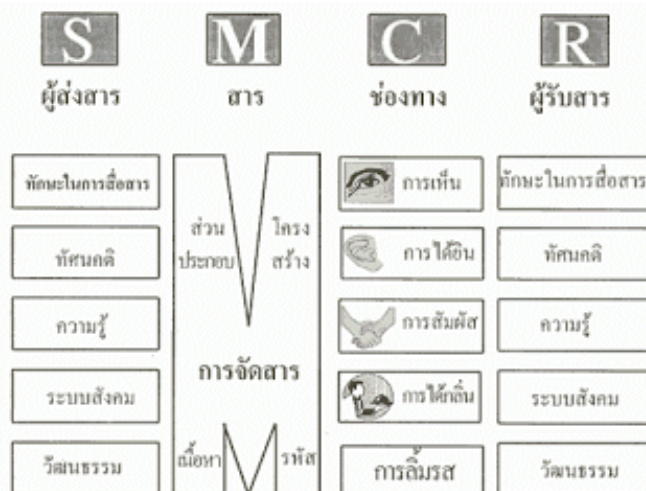 S M C R
ผู้ส่งสาร สาร ช่องทาง ผู้รับสาร
ทักษะในการสื่อสาร
ทัศนคติ
ความรู้
ระบบสังคม
วัฒนธรรม
ส่วน
ประกอบ
โครง
สร้าง
การจัดสาร
เนื้อหา
รหัส
การเห็น
การได้ยิน
การสัมผัส
การได้กลิ่น
การลิ้มรส
ทักษะในการสื่อสาร
ทัศนคติ
ความรู้
ระบบสังคม
วัฒนธรรม